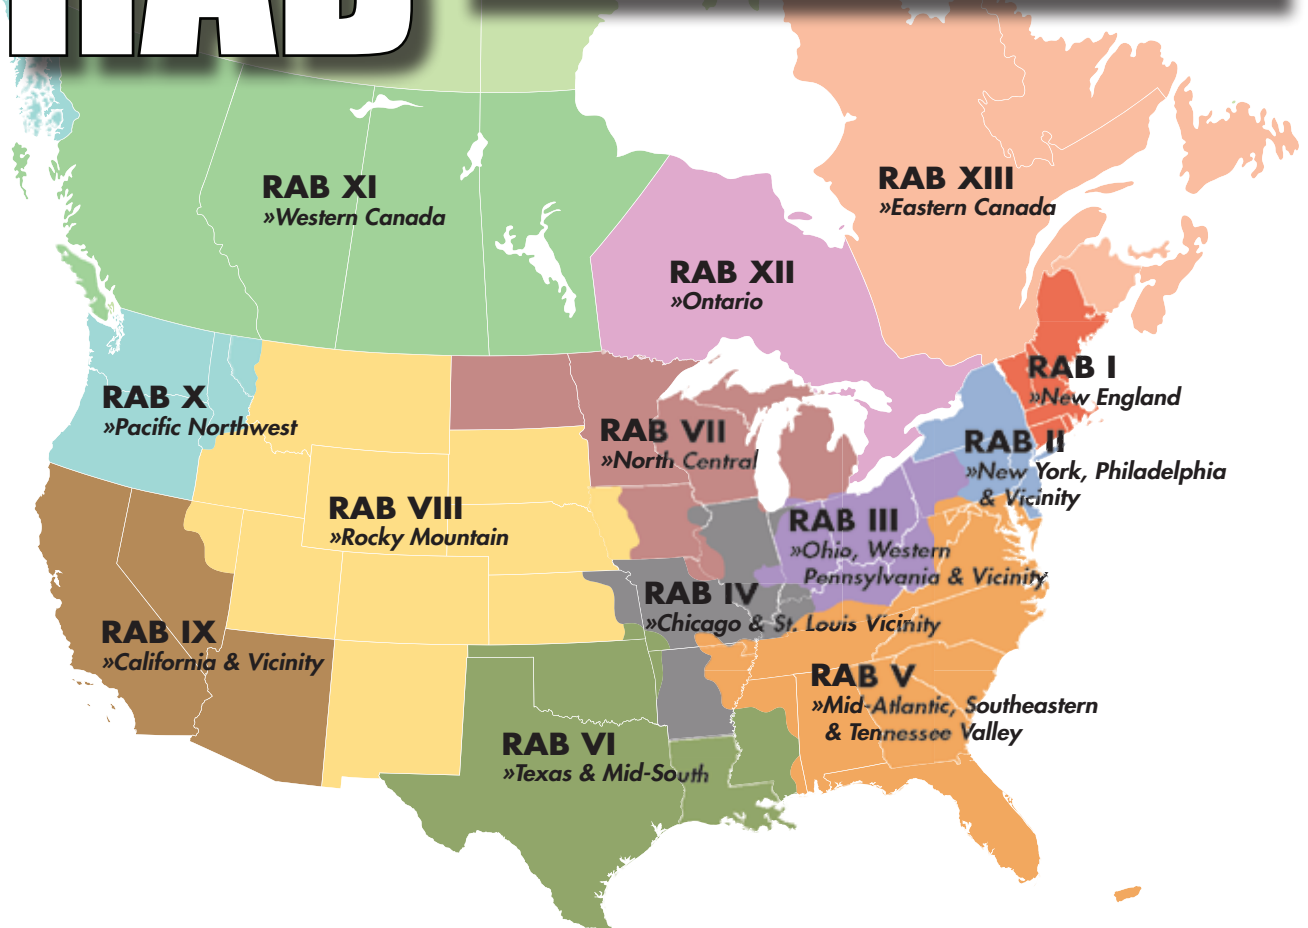 RAB XI
»Western Canada
RAB XIII
»Eastern Canada
RAB XII
»Ontario
RAB I
»New England
RAB X
»Pacific Northwest
RAB VII
»North Central
RAB II
»New York, Philadelphia
& Vicinity
RAB VIII
»Rocky Mountain
RAB III
»Ohio, Western
Pennsylvania & Vicinity
RAB IV
»Chicago & St. Louis Vicinity
RAB IX
»California & Vicinity
RAB V
»Mid-Atlantic, Southeastern
& Tennessee Valley
RAB VI
»Texas & Mid-South